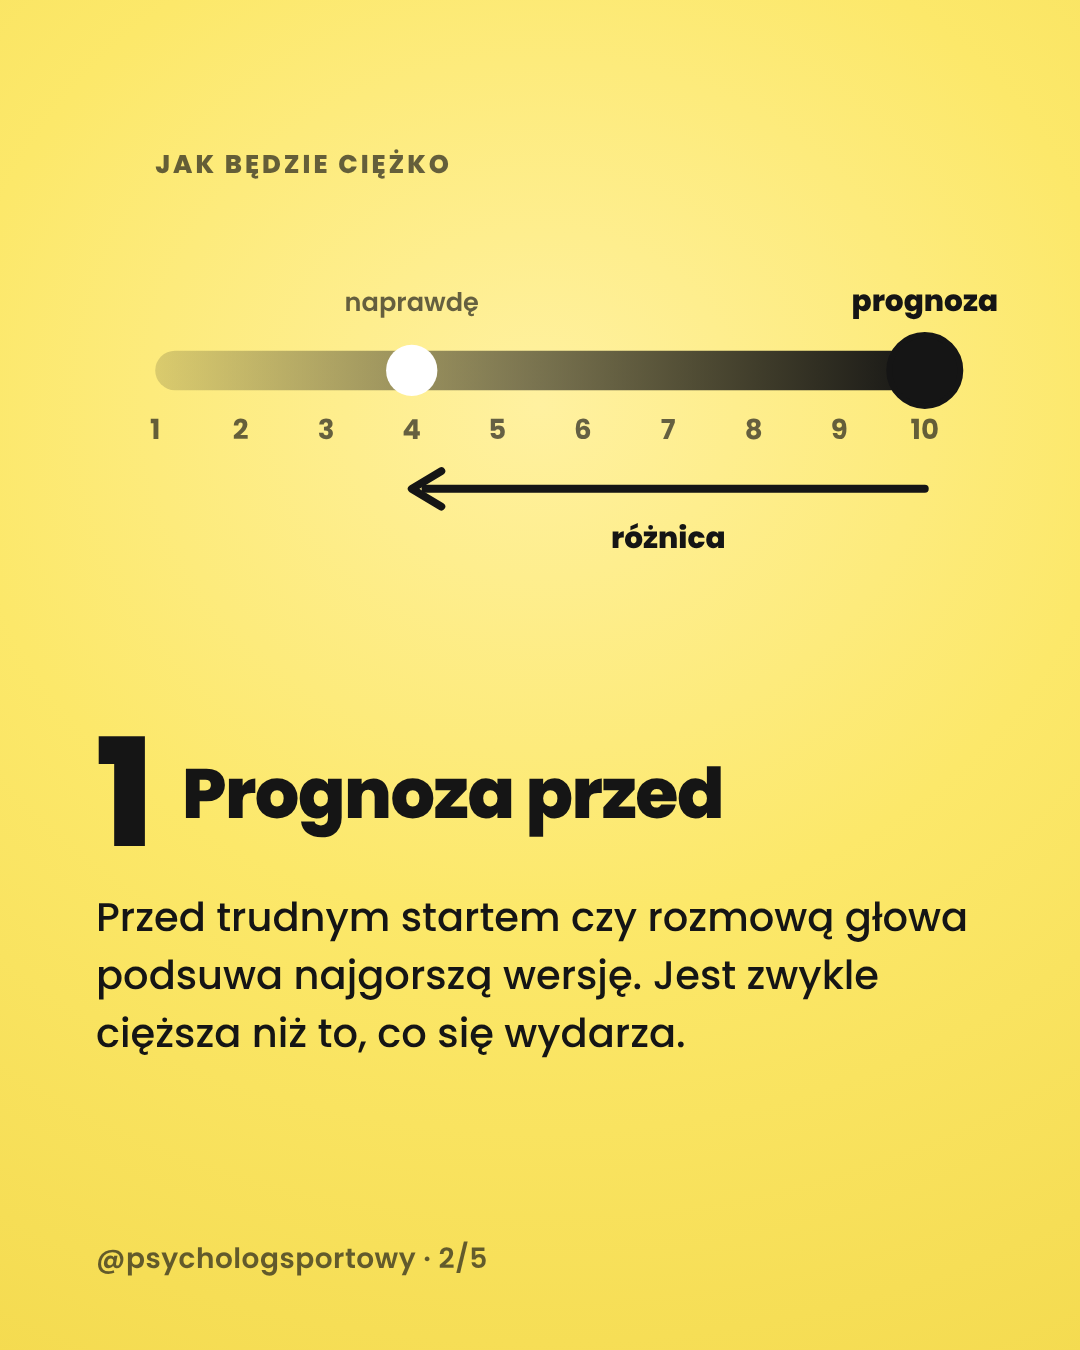 JAK BĘDZIE CIĘŻKO
naprawdę prognoza
1 2 3 4 5 6 7 8 9 10
różnica
1 Prognoza przed
Przed trudnym startem czy rozmową głowa
podsuwa najgorszą wersję. Jest zwykle
cięższa niż to, co się wydarza.
@psychologsportowy · 2/5